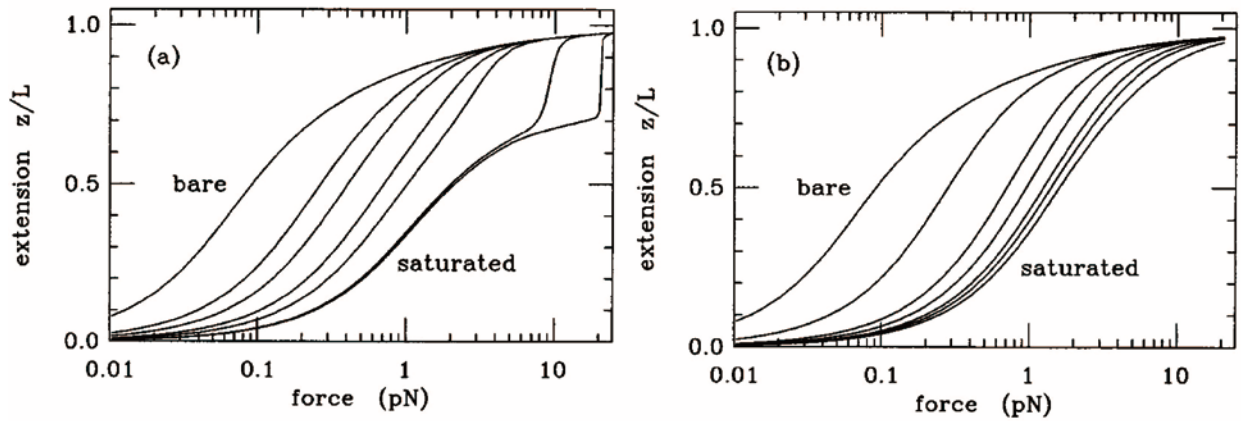 (a)
extension z/L
1.0
0.5
0.0
bare
saturated
0.01 0.1 1 10
force (pN)
(b)
extension z/L
1.0
0.5
0.0
bare
saturated
0.01 0.1 1 10
force (pN)